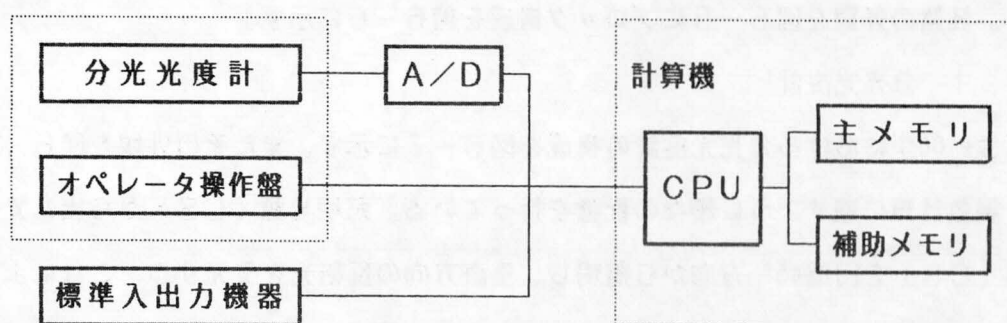 分光光度計
A/D
計算機
主メモリ
オペレータ操作盤
CPU
補助メモリ
標準入出力機器